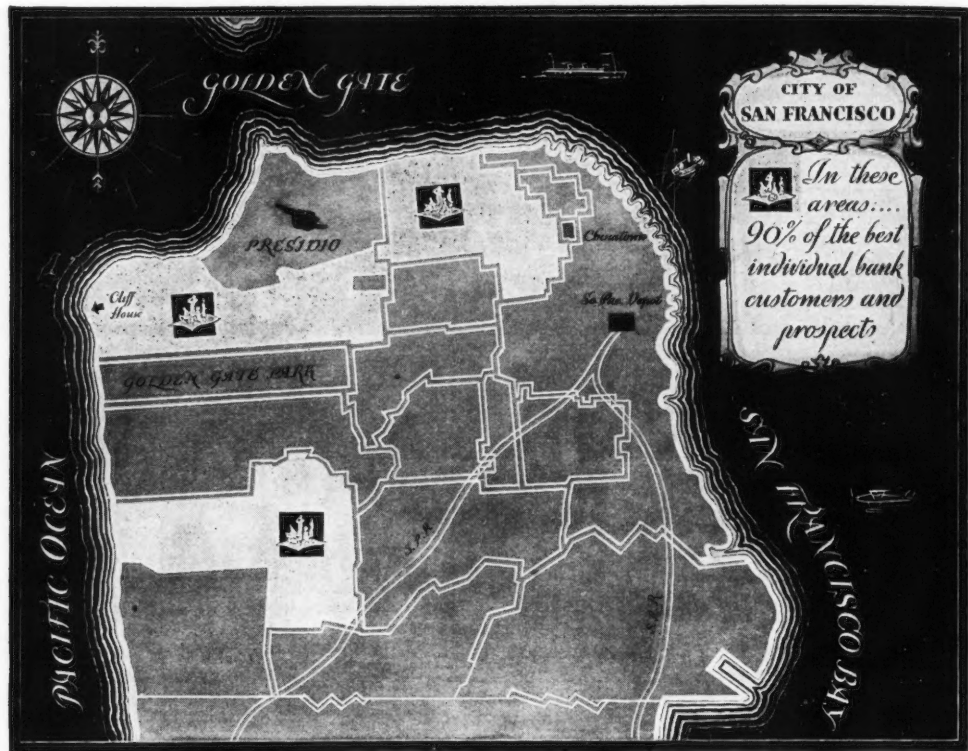 GOLDEN GATE
CITY OF
SAN FRANCISCO
In these
areas....
90% of the best
individual bank
customers and
prospects
PRESIDIO
Chinatown
Cliff
House
So. Pac. Depot
GOLDEN GATE PARK
PACIFIC OCEAN
SAN FRANCISCO BAY
S.P.R